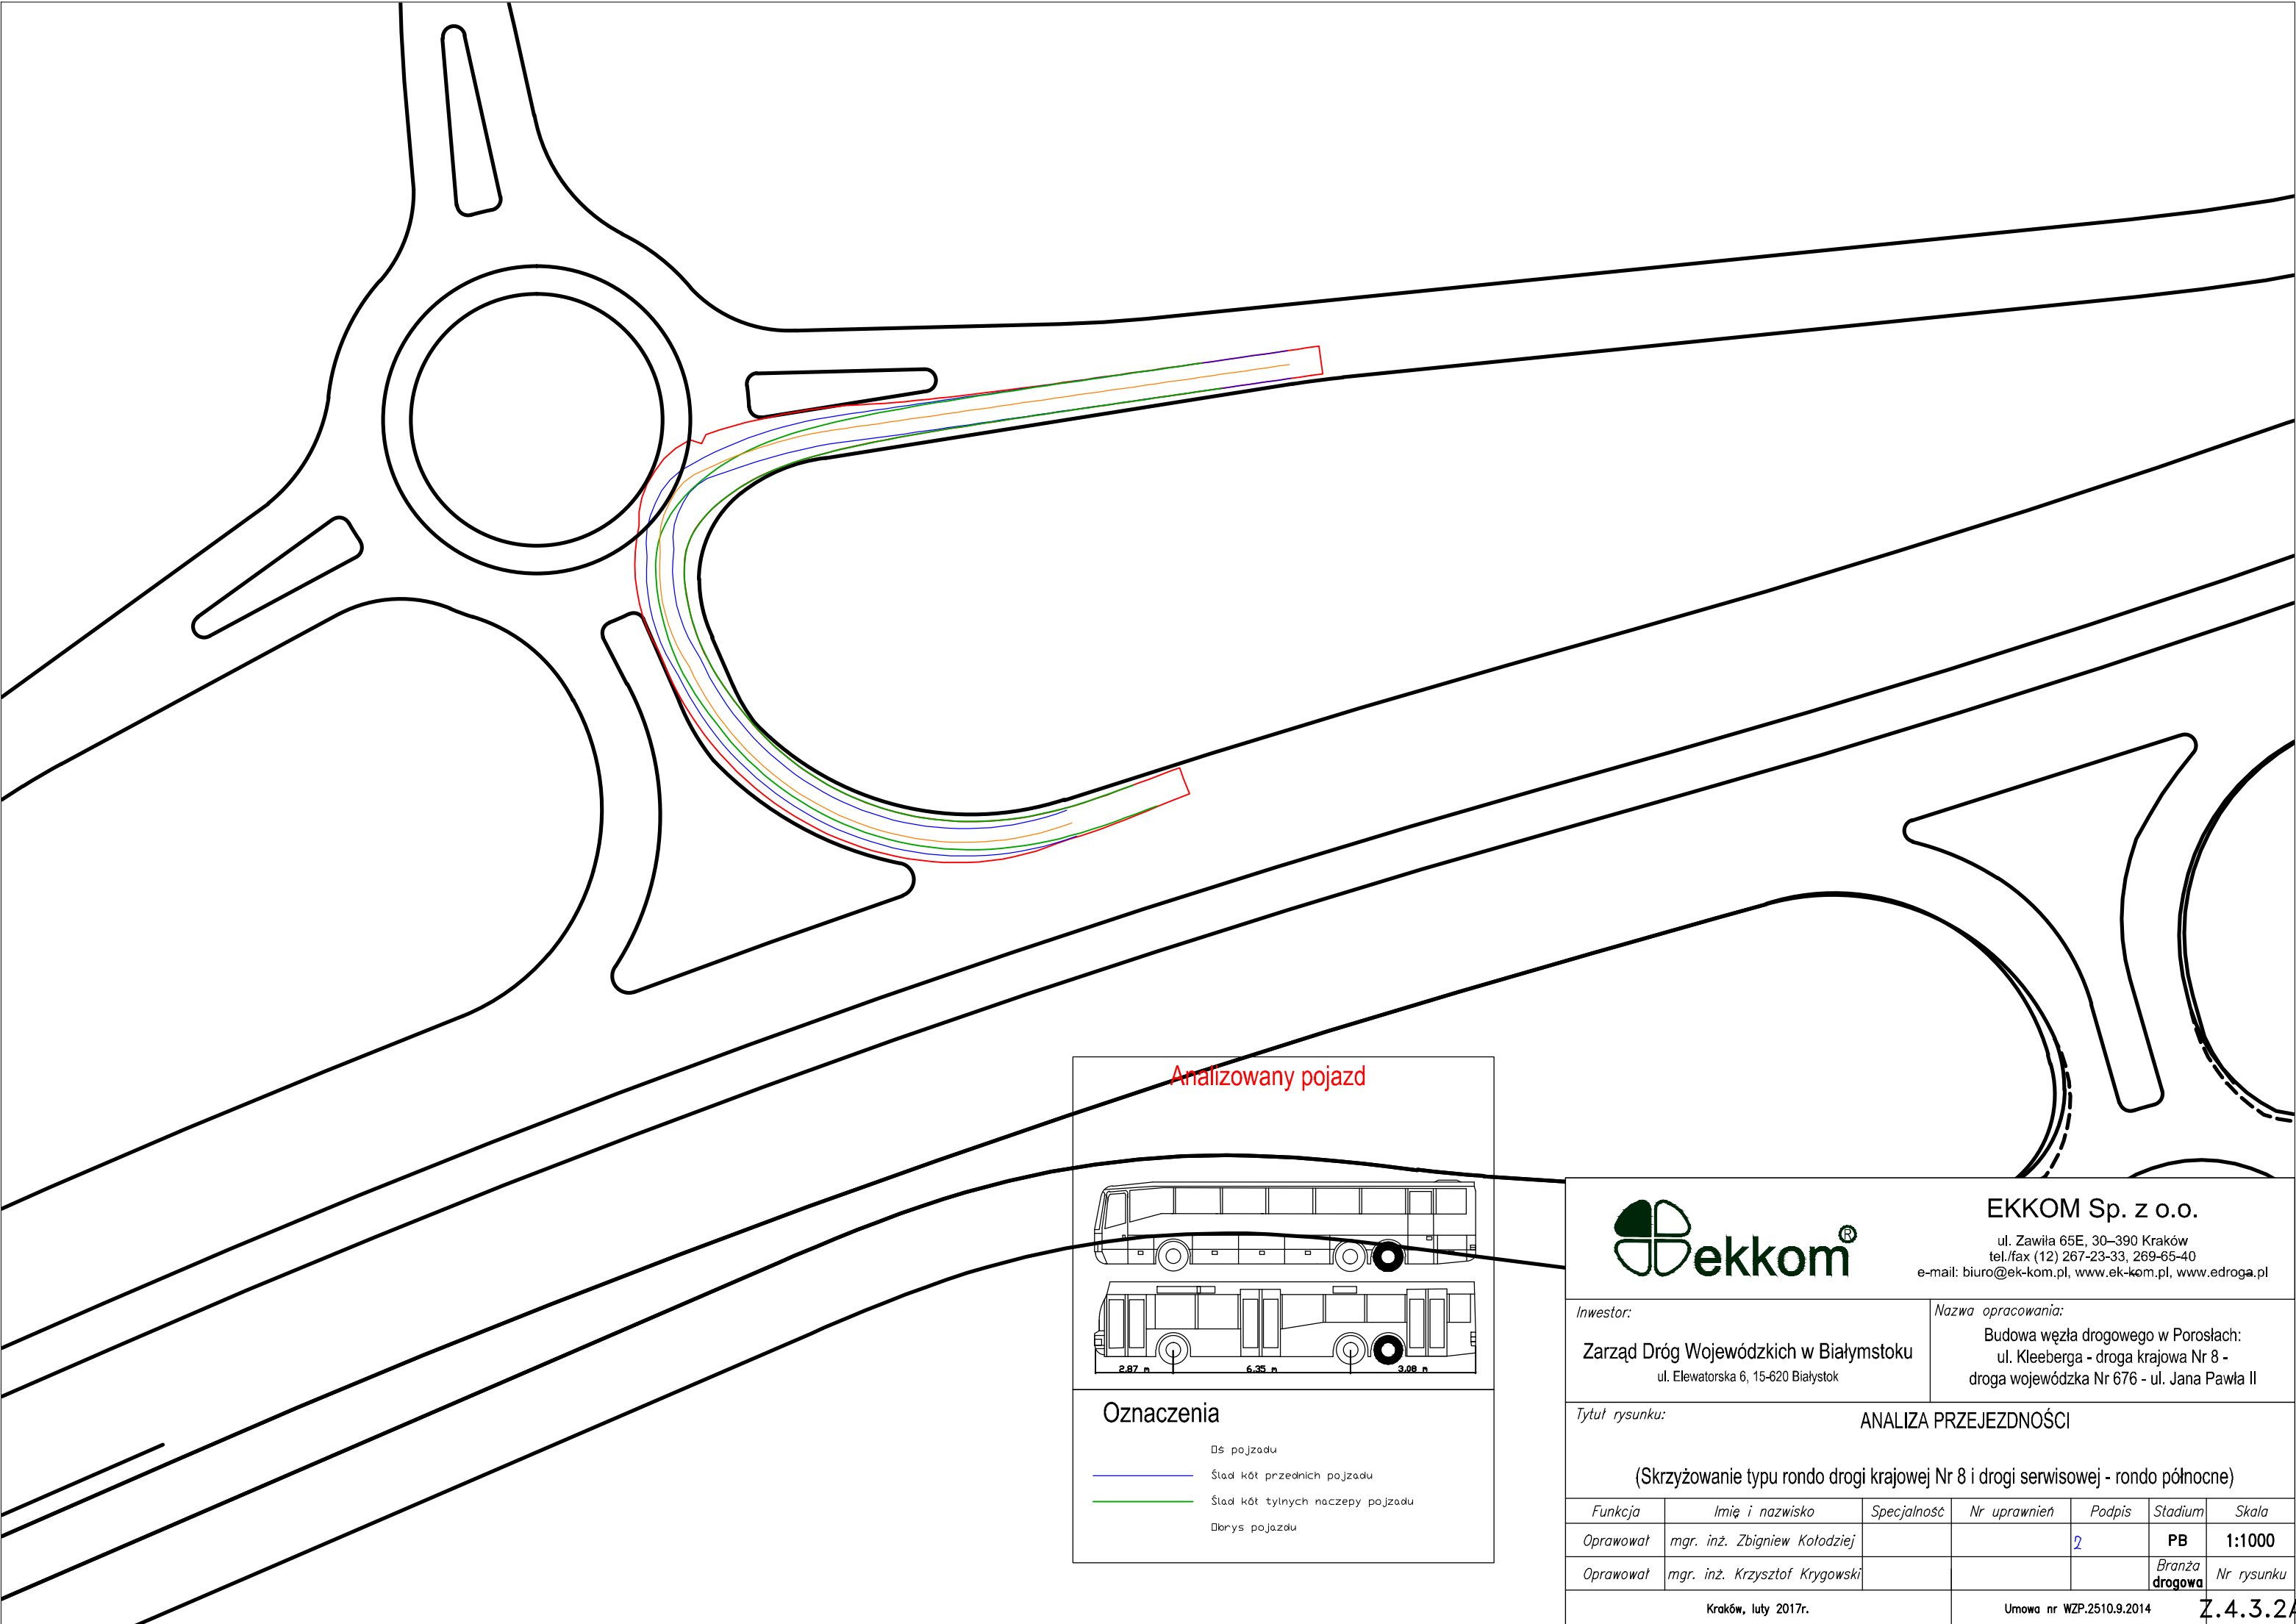 Analizowany pojazd
2.87 m
6.35 m
3.08 m
Oznaczenia
Oś pojzadu
Ślad kół przednich pojzadu
Ślad kół tylnych naczepy pojzadu
Obrys pojazdu
ekkom®
EKKOM Sp. z o.o.
ul. Zawiła 65E, 30–390 Kraków
tel./fax (12) 267-23-33, 269-65-40
e-mail: biuro@ek-kom.pl, www.ek-kom.pl, www.edroga.pl
Inwestor:
Zarząd Dróg Wojewódzkich w Białymstoku
ul. Elewatorska 6, 15-620 Białystok
Nazwa opracowania:
Budowa węzła drogowego w Porosłach:
ul. Kleeberga - droga krajowa Nr 8 -
droga wojewódzka Nr 676 - ul. Jana Pawła II
Tytuł rysunku:
ANALIZA PRZEJEZDNOŚCI
(Skrzyżowanie typu rondo drogi krajowej Nr 8 i drogi serwisowej - rondo północne)
Funkcja Imię i nazwisko Specjalność Nr uprawnień Podpis Stadium Skala
Oprawował mgr. inż. Zbigniew Kołodziej PB 1:1000
Oprawował mgr. inż. Krzysztof Krygowski Branża drogowa Nr rysunku
Kraków, luty 2017r. Umowa nr WZP.2510.9.2014 Z.4.3.2A